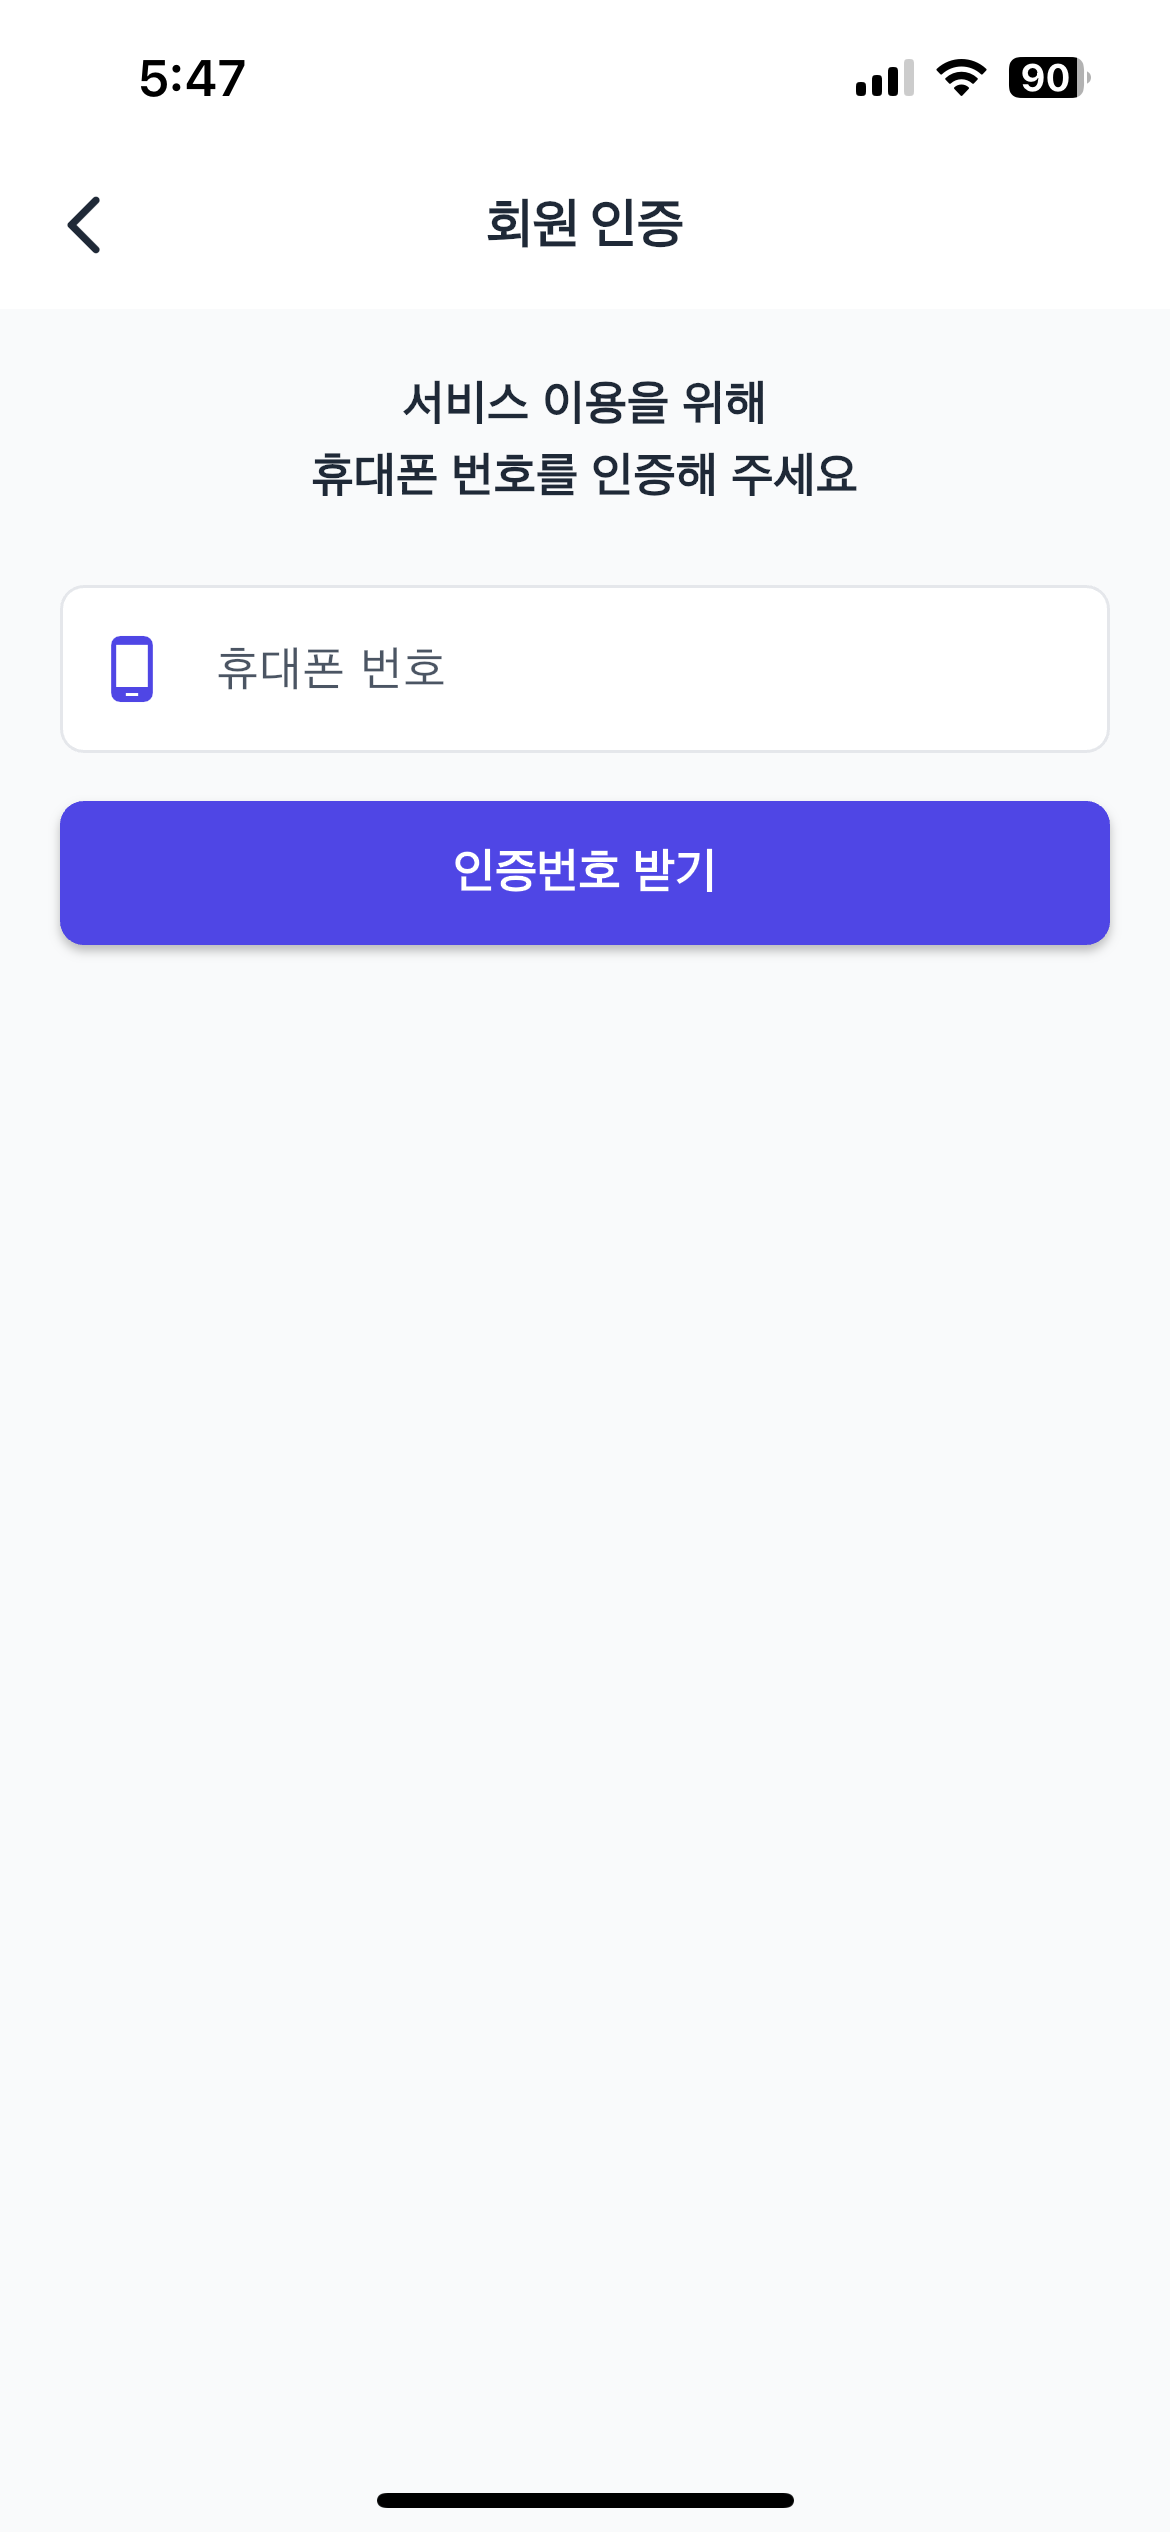 5:47
90
회원 인증
서비스 이용을 위해
휴대폰 번호를 인증해 주세요
휴대폰 번호
인증번호 받기